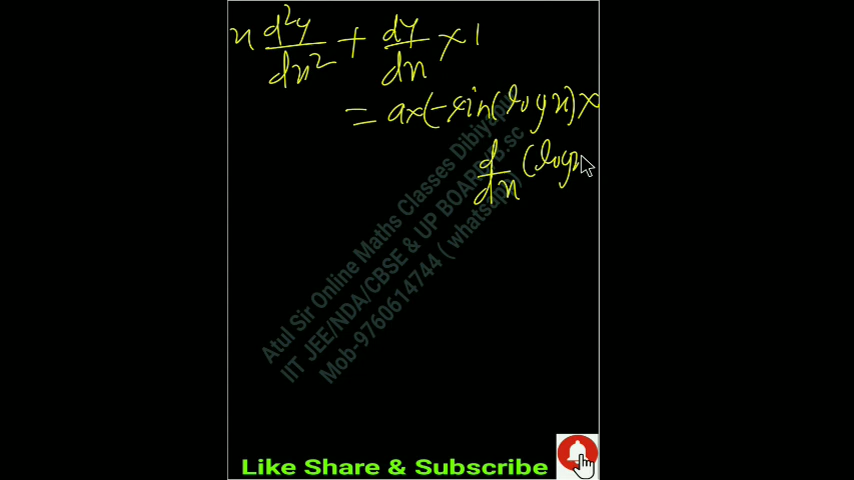 x d²y/dx² + dy/dx × 1
= a×(-sin(log x)×
d/dx (log x
Atul Sir Online Maths Classes Dibiyapur
IIT JEE/NDA/CBSE & UP BOARD/B.sc
Mob-9760614744 ( whatsapp)
Like Share & Subscribe